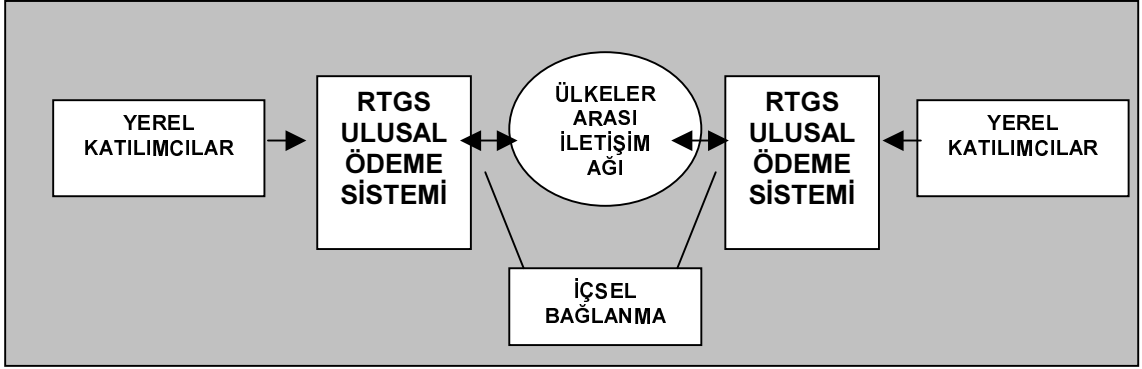 YEREL
KATILIMCILAR
RTGS
ULUSAL
ÖDEME
SİSTEMİ
ÜLKELER
ARASI
İLETİŞİM
AĞI
RTGS
ULUSAL
ÖDEME
SİSTEMİ
YEREL
KATILIMCILAR
İÇSEL
BAĞLANMA